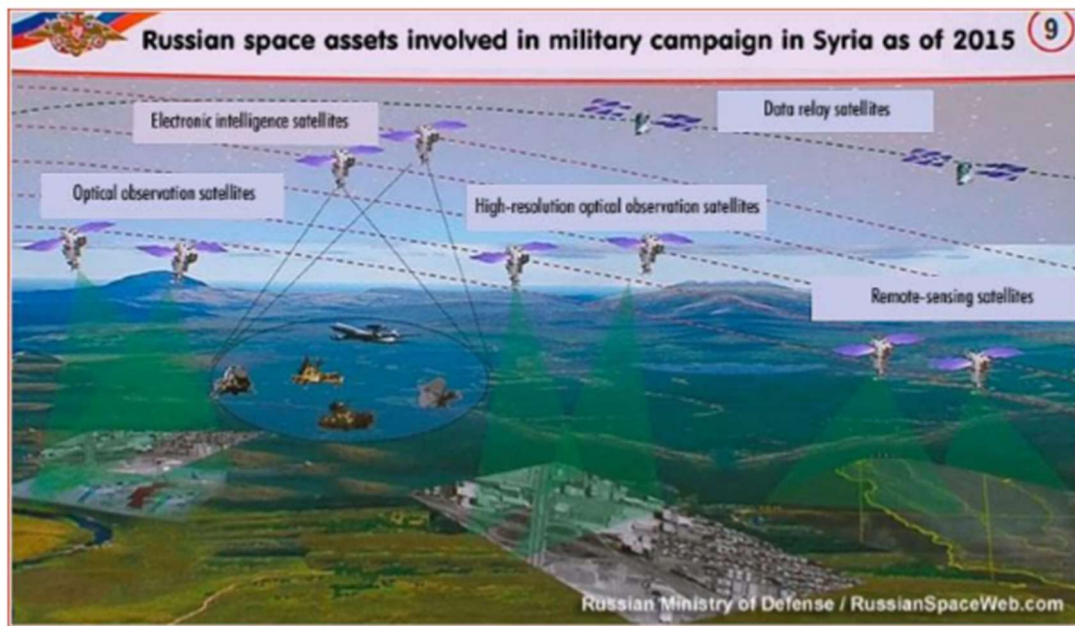 Russian space assets involved in military campaign in Syria as of 2015
9
Electronic intelligence satellites
Data relay satellites
Optical observation satellites
High-resolution optical observation satellites
Remote-sensing satellites
Russian Ministry of Defense / RussianSpaceWeb.com